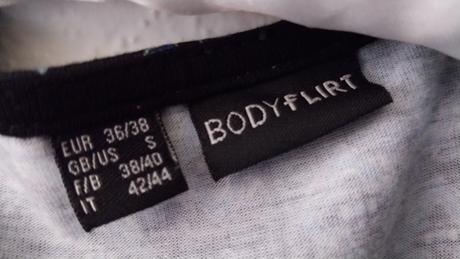 EUR 36/38
GB/US S
F/B 38/40
IT 42/44
BODYFLIRT